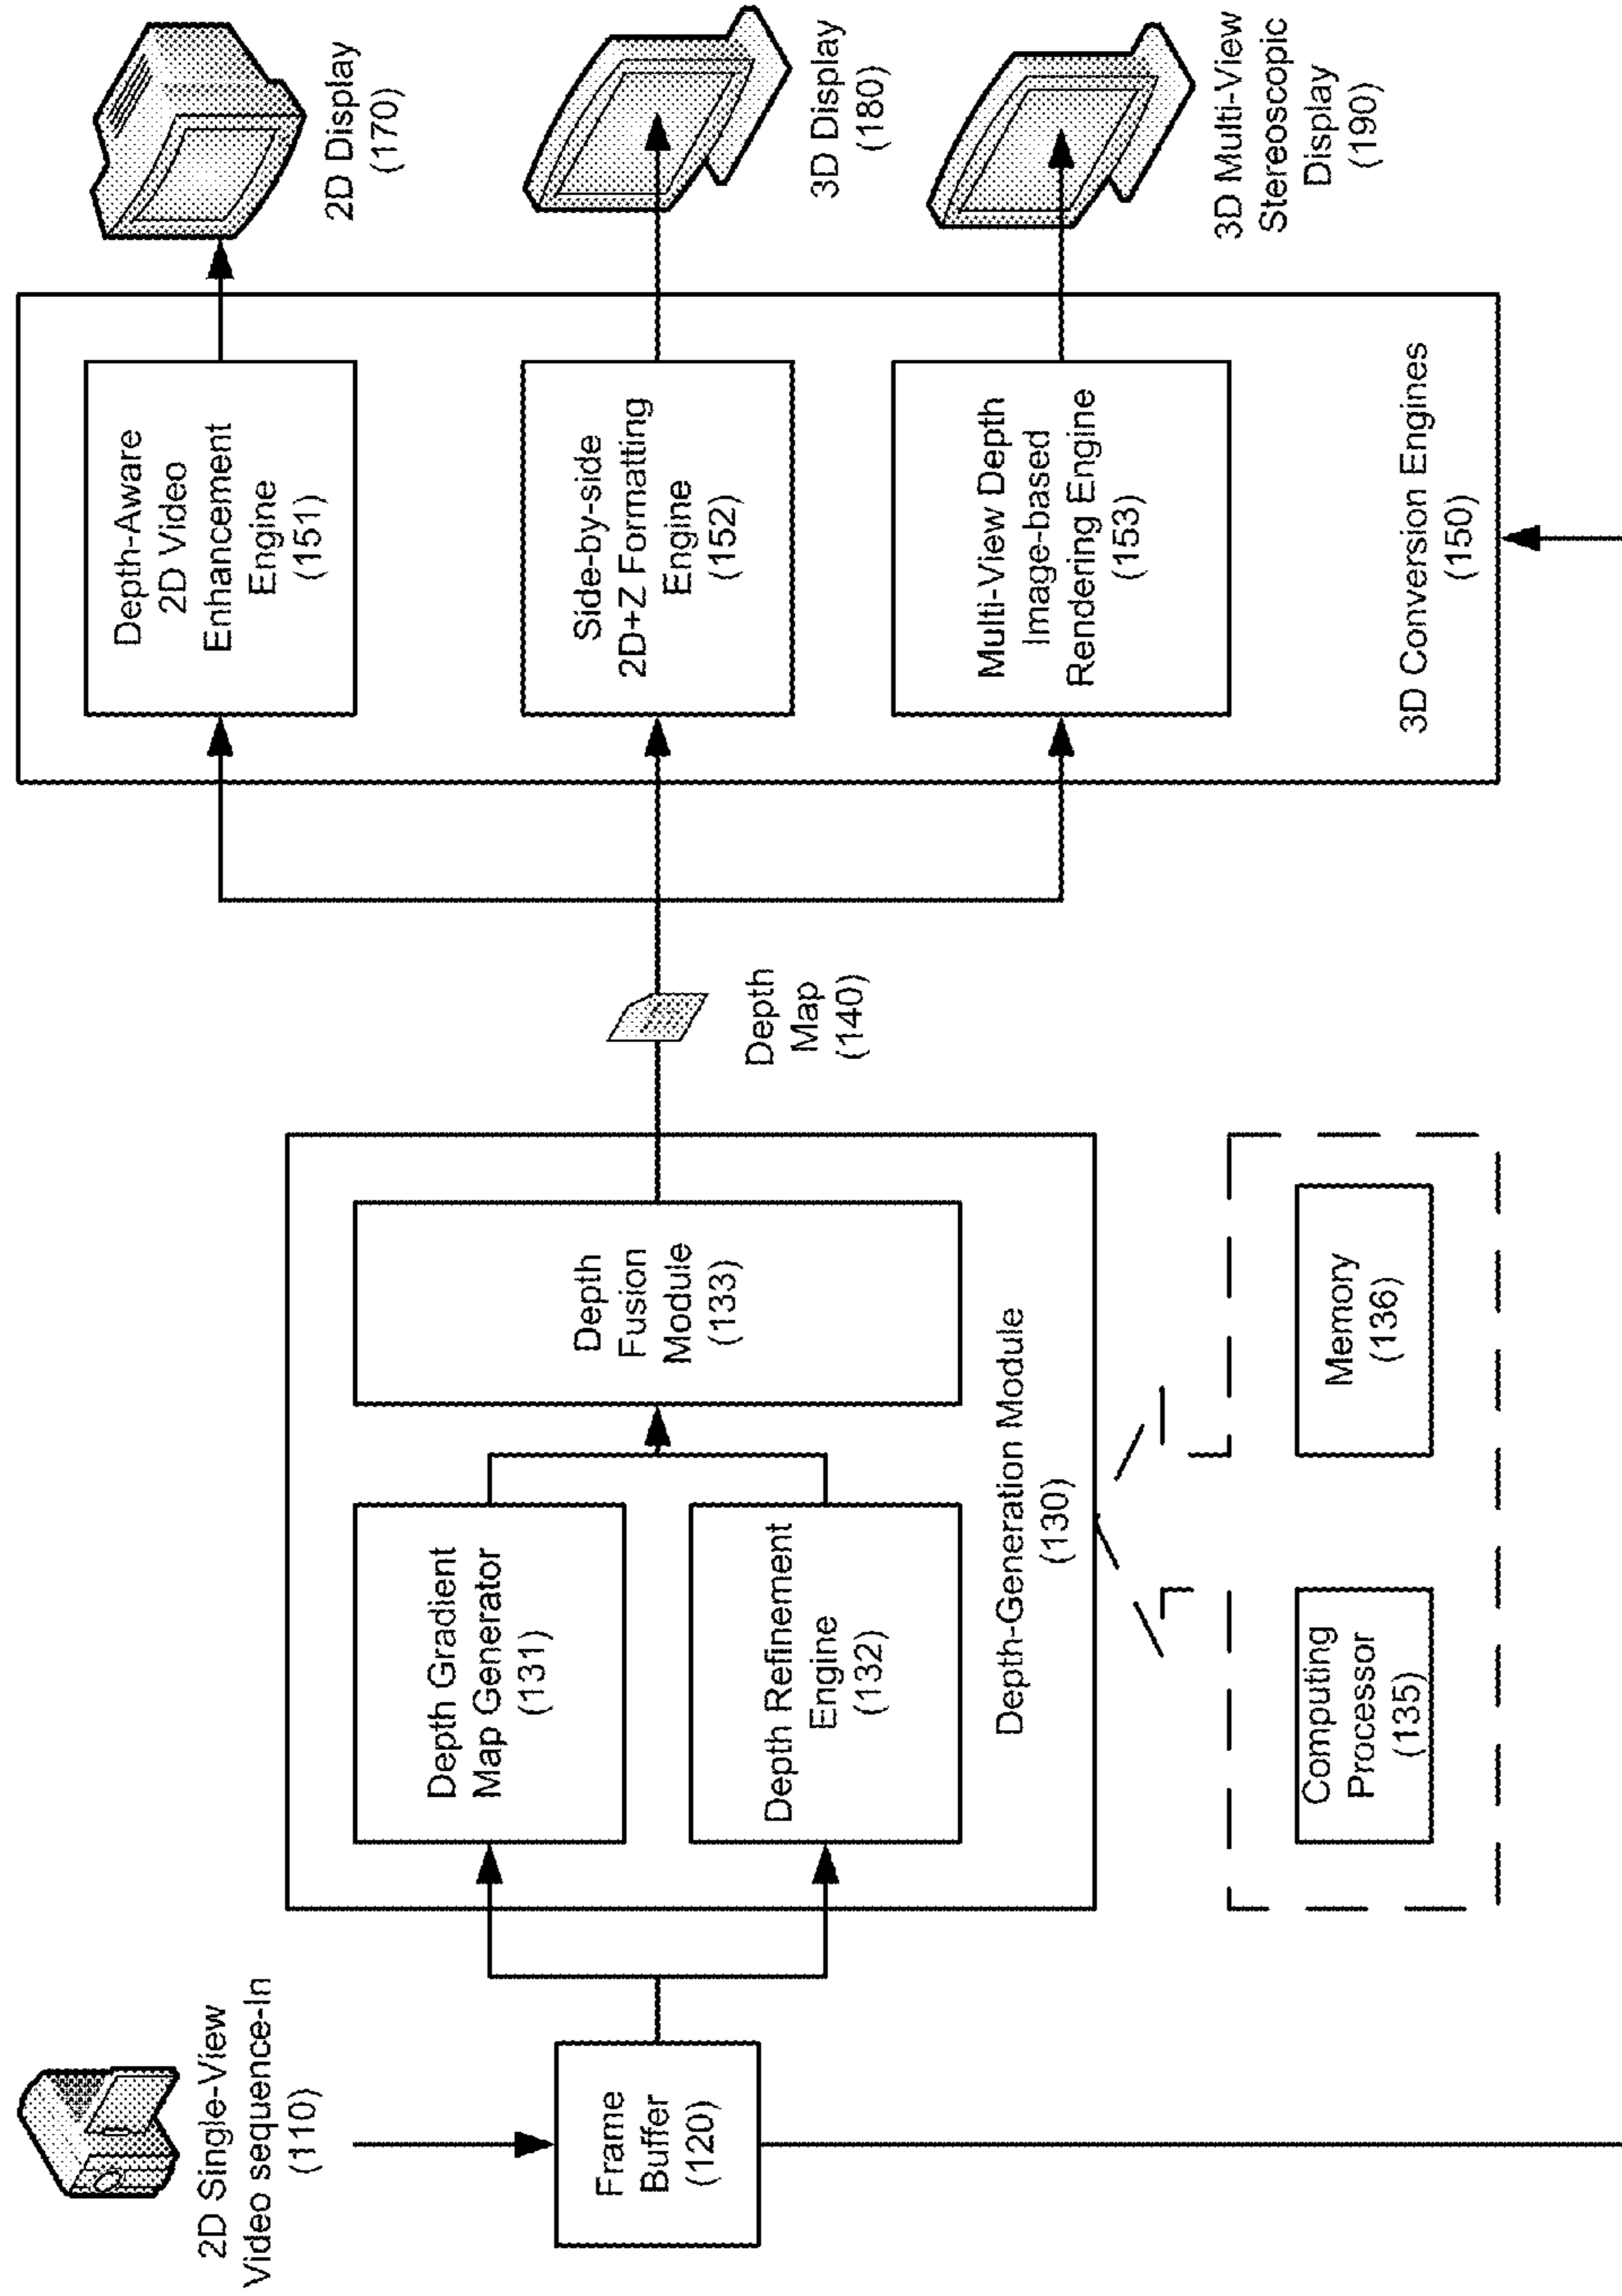 2D Single-View
Video sequence-In
(110)
Frame
Buffer
(120)
Depth Gradient
Map Generator
(131)
Depth Refinement
Engine
(132)
Depth
Fusion
Module
(133)
Depth-Generation Module
(130)
Computing
Processor
(135)
Memory
(136)
Depth
Map
(140)
Depth-Aware
2D Video
Enhancement
Engine
(151)
Side-by-side
2D+Z Formatting
Engine
(152)
Multi-View Depth
Image-based
Rendering Engine
(153)
3D Conversion Engines
(150)
2D Display
(170)
3D Display
(180)
3D Multi-View
Stereoscopic
Display
(190)